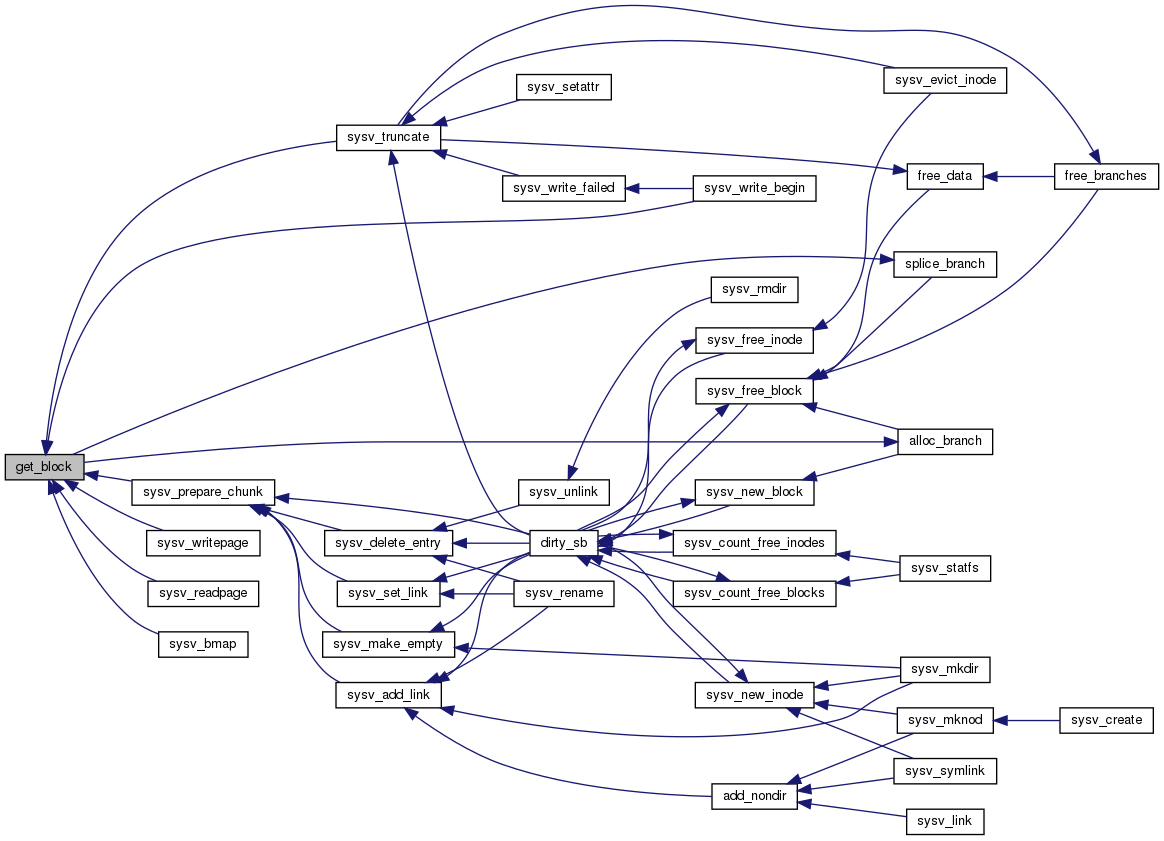 sysv_evict_inode
sysv_setattr
sysv_truncate
free_data
free_branches
sysv_write_failed
sysv_write_begin
splice_branch
sysv_rmdir
sysv_free_inode
sysv_free_block
alloc_branch
get_block
sysv_prepare_chunk
sysv_unlink
sysv_new_block
sysv_writepage
sysv_delete_entry
dirty_sb
sysv_count_free_inodes
sysv_statfs
sysv_readpage
sysv_set_link
sysv_rename
sysv_count_free_blocks
sysv_bmap
sysv_make_empty
sysv_mkdir
sysv_add_link
sysv_new_inode
sysv_mknod
sysv_create
sysv_symlink
add_nondir
sysv_link